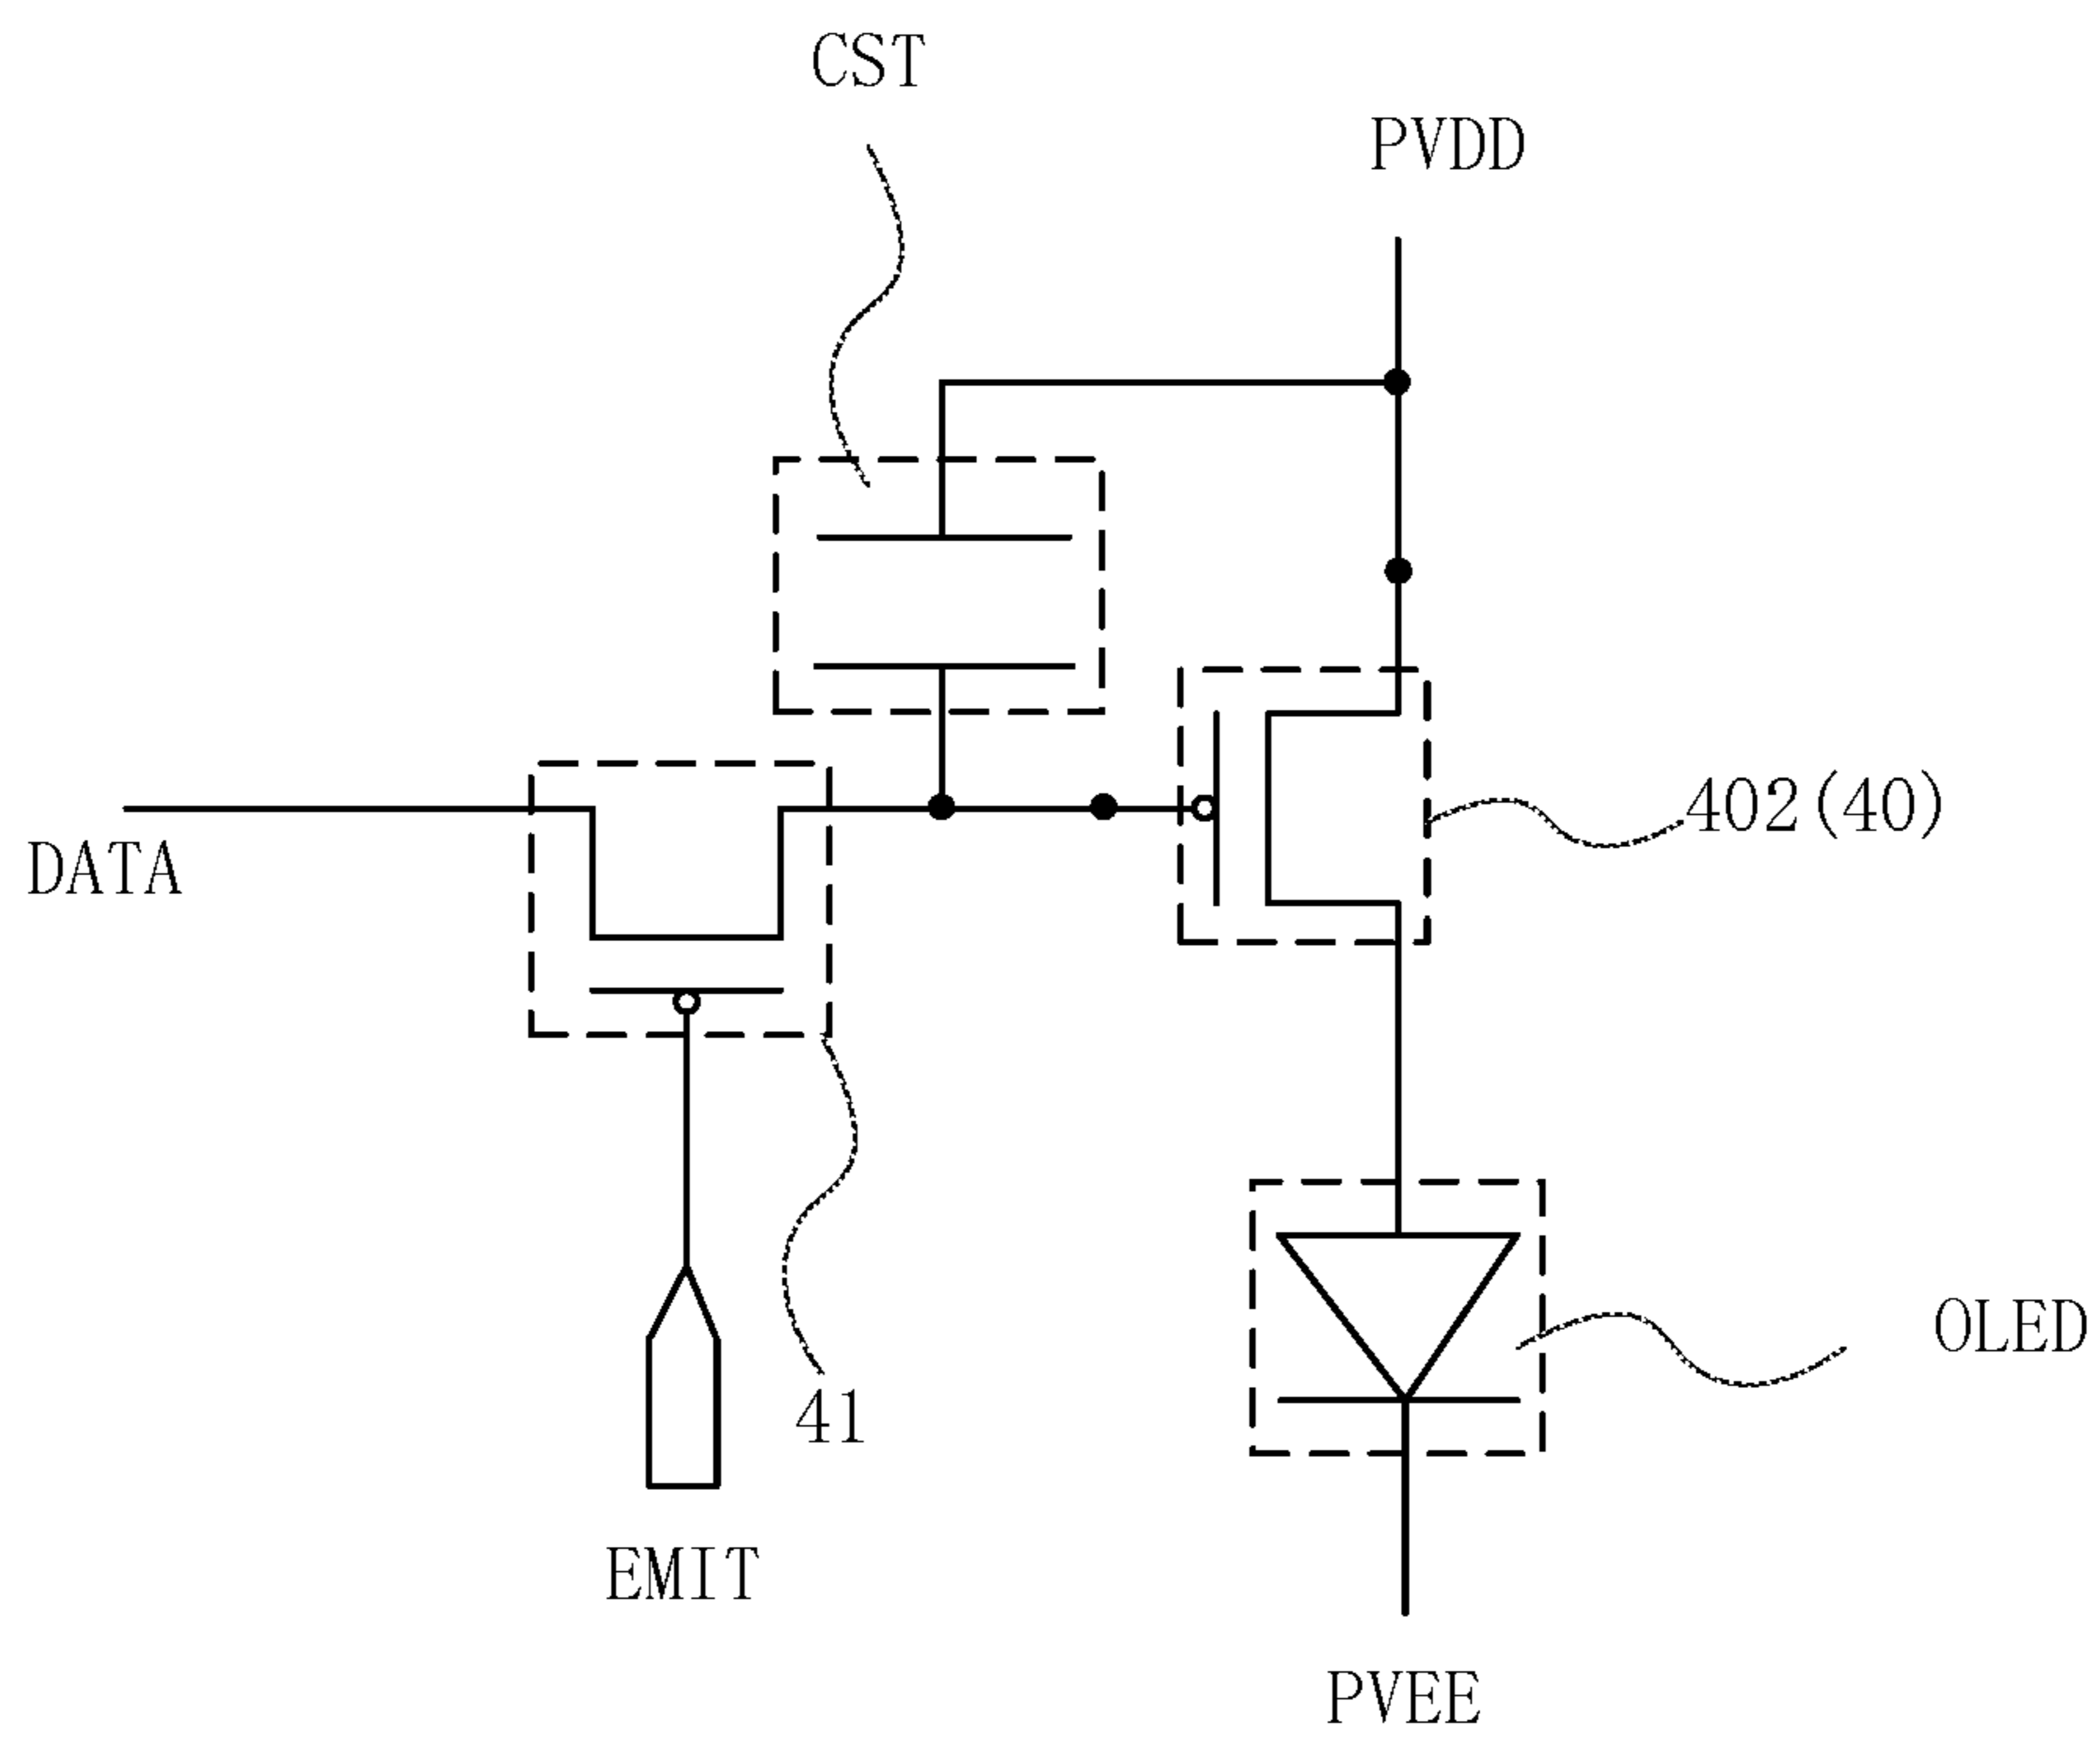 CST
PVDD
402(40)
DATA
OLED
41
EMIT
PVEE